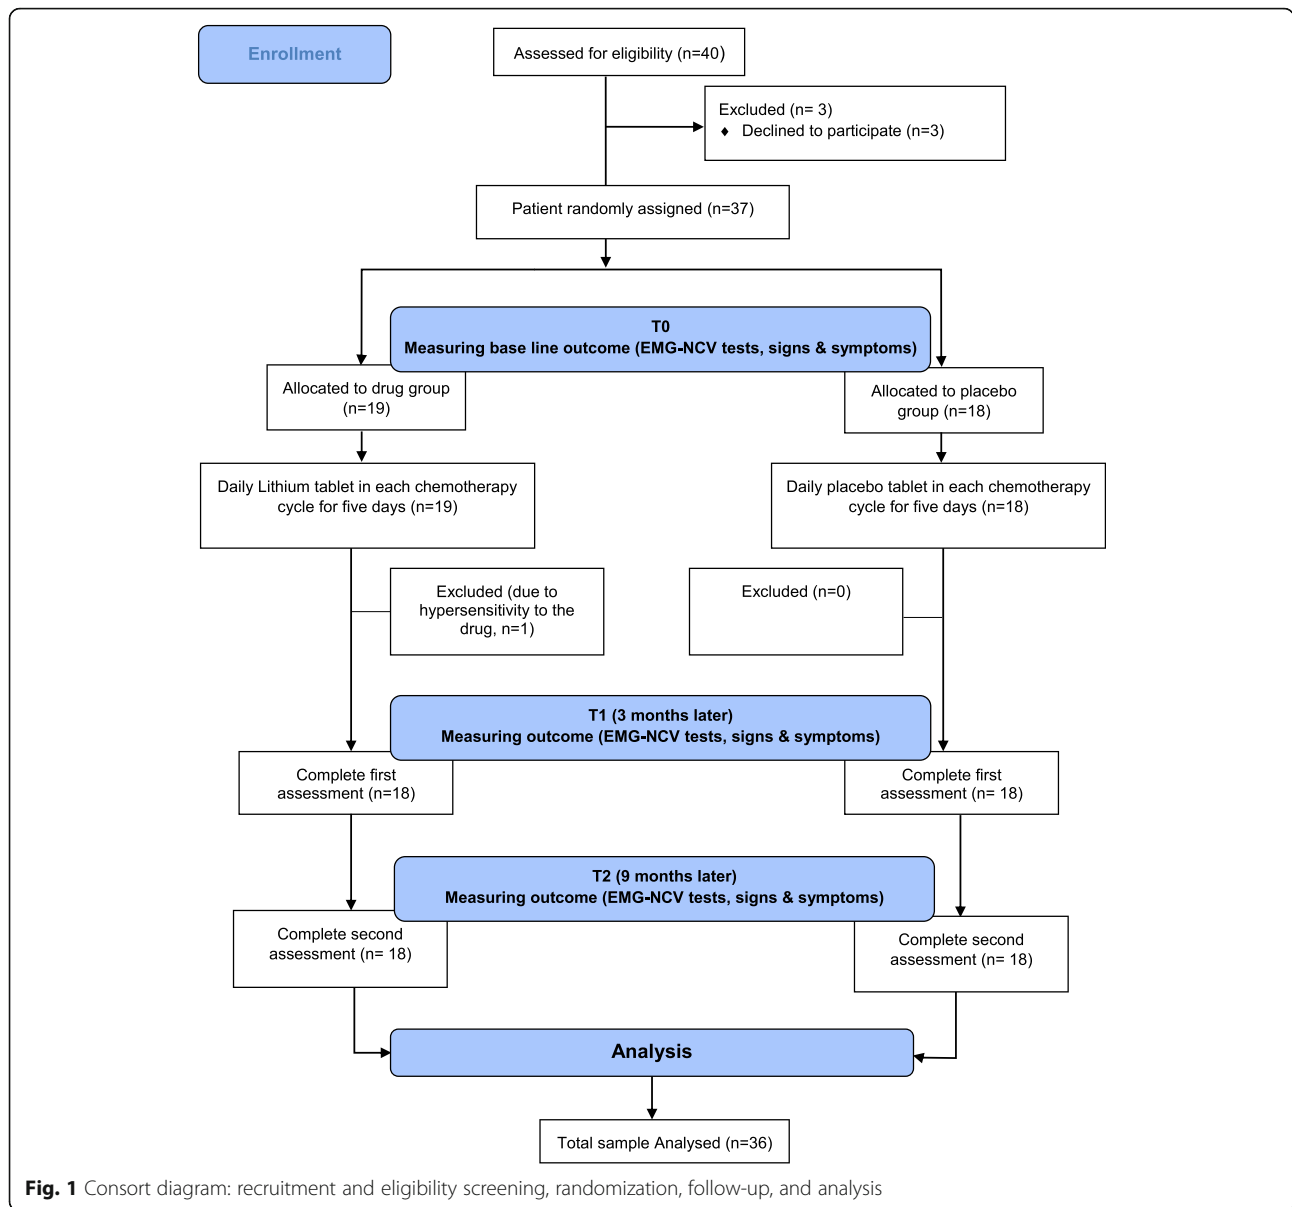 Enrollment
Assessed for eligibility (n=40)
Excluded (n= 3)
♦ Declined to participate (n=3)
Patient randomly assigned (n=37)
T0
Measuring base line outcome (EMG-NCV tests, signs & symptoms)
Allocated to drug group
(n=19)
Allocated to placebo
group (n=18)
Daily Lithium tablet in each chemotherapy
cycle for five days (n=19)
Daily placebo tablet in each chemotherapy
cycle for five days (n=18)
Excluded (due to
hypersensitivity to the
drug, n=1)
Excluded (n=0)
T1 (3 months later)
Measuring outcome (EMG-NCV tests, signs & symptoms)
Complete first
assessment (n=18)
Complete first
assessment (n= 18)
T2 (9 months later)
Measuring outcome (EMG-NCV tests, signs & symptoms)
Complete second
assessment (n= 18)
Complete second
assessment (n= 18)
Analysis
Total sample Analysed (n=36)
Fig. 1 Consort diagram: recruitment and eligibility screening, randomization, follow-up, and analysis